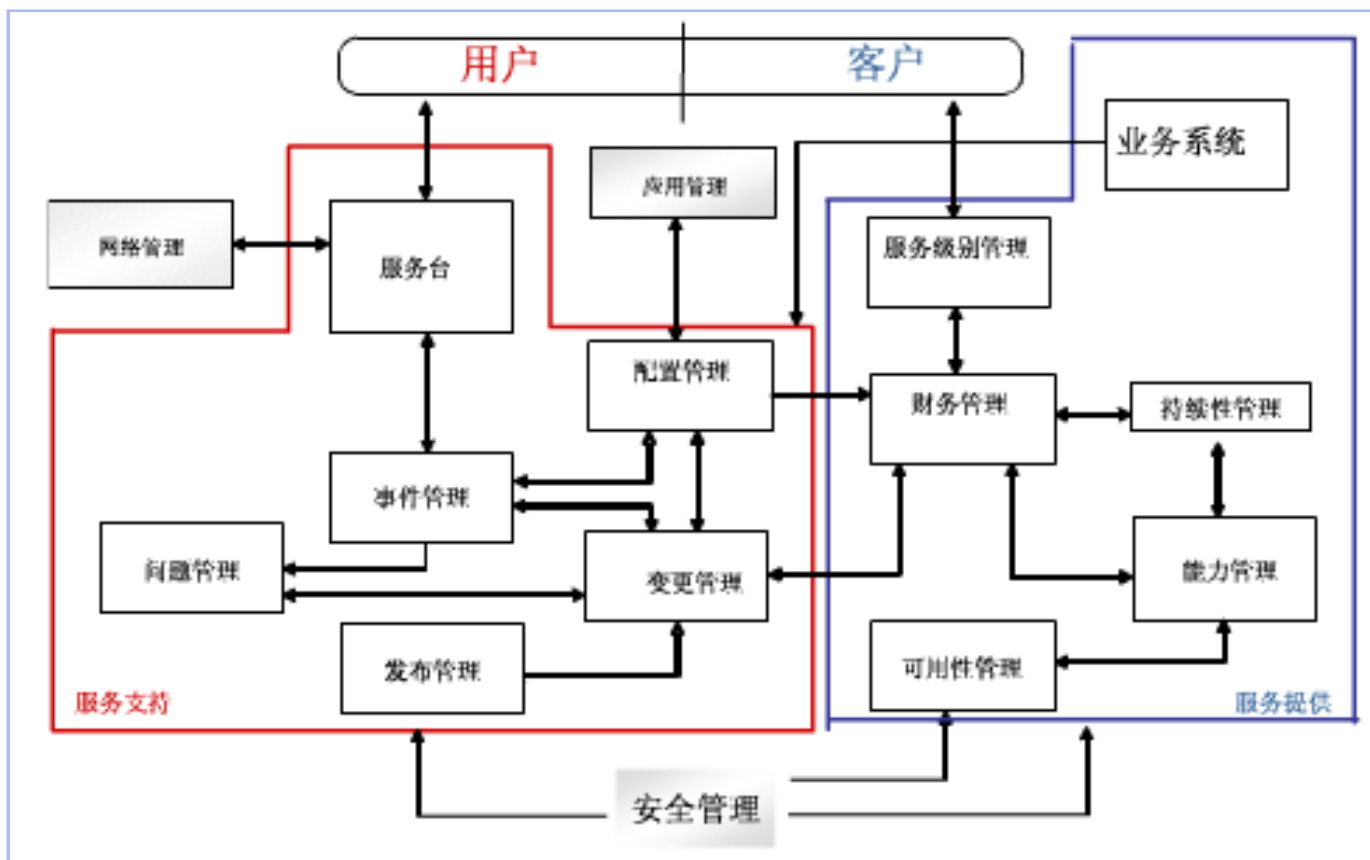 用户
客户
业务系统
应用管理
网络管理
服务台
服务级别管理
配置管理
财务管理
持续性管理
事件管理
问题管理
变更管理
能力管理
发布管理
可用性管理
服务支持
服务提供
安全管理